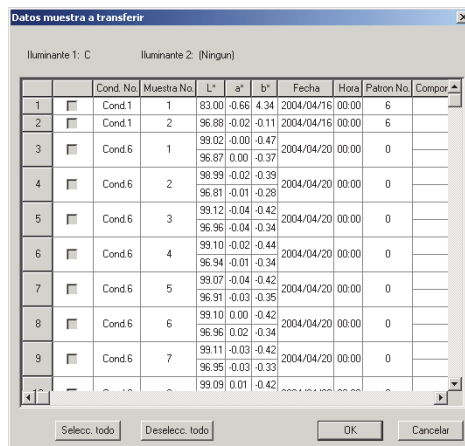 Datos muestra a transferir
Iluminante 1: C Iluminante 2: (Ningun)
Cond. No. Muestra No. L* a* b* Fecha Hora Patron No. Compor
1 Cond.1 1 83.00 -0.66 4.34 2004/04/16 00:00 6
2 Cond.1 2 96.88 -0.02 -0.11 2004/04/16 00:00 6
99.02 -0.00 -0.47
3 Cond.6 1 2004/04/20 00:00 0
96.87 0.00 -0.37
98.99 -0.02 -0.39
4 Cond.6 2 2004/04/20 00:00 0
96.81 -0.01 -0.28
99.12 -0.04 -0.42
5 Cond.6 3 2004/04/20 00:00 0
96.96 -0.04 -0.34
99.10 -0.02 -0.44
6 Cond.6 4 2004/04/20 00:00 0
96.94 -0.01 -0.34
99.07 -0.04 -0.42
7 Cond.6 5 2004/04/20 00:00 0
96.91 -0.03 -0.35
99.10 0.00 -0.42
8 Cond.6 6 2004/04/20 00:00 0
96.96 0.02 -0.34
99.11 -0.03 -0.42
9 Cond.6 7 2004/04/20 00:00 0
96.95 -0.03 -0.33
99.09 0.01 -0.42
Selecc. todo Deselecc. todo OK Cancelar